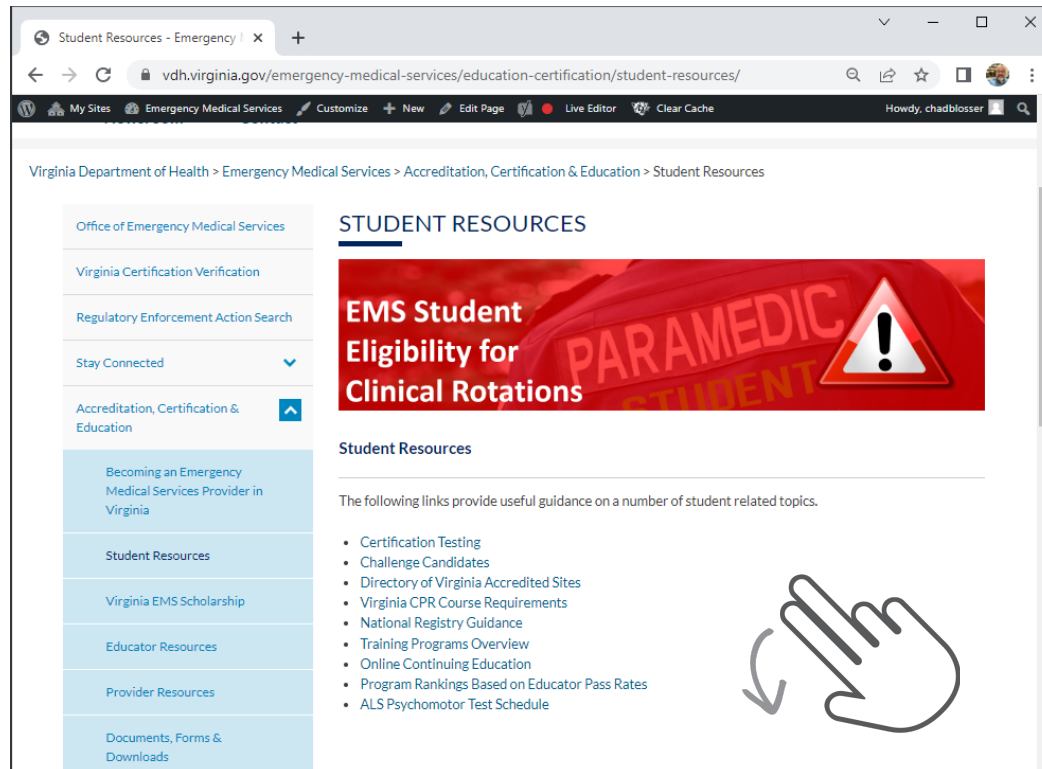 Student Resources - Emergency
vdh.virginia.gov/emergency-medical-services/education-certification/student-resources/
My Sites Emergency Medical Services Customize New Edit Page Live Editor Clear Cache Howdy, chadblosser
Virginia Department of Health > Emergency Medical Services > Accreditation, Certification & Education > Student Resources
Office of Emergency Medical Services
Virginia Certification Verification
Regulatory Enforcement Action Search
Stay Connected
Accreditation, Certification &
Education
Becoming an Emergency
Medical Services Provider in
Virginia
Student Resources
Virginia EMS Scholarship
Educator Resources
Provider Resources
Documents, Forms &
Downloads
STUDENT RESOURCES
EMS Student
Eligibility for
Clinical Rotations
PARAMEDIC
STUDENT
Student Resources
The following links provide useful guidance on a number of student related topics.
• Certification Testing
• Challenge Candidates
• Directory of Virginia Accredited Sites
• Virginia CPR Course Requirements
• National Registry Guidance
• Training Programs Overview
• Online Continuing Education
• Program Rankings Based on Educator Pass Rates
• ALS Psychomotor Test Schedule